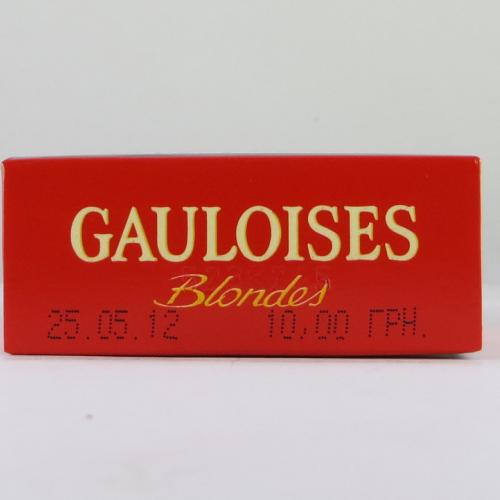 GAULOISES
Blondes
25.05.12 10,00 ГРН.